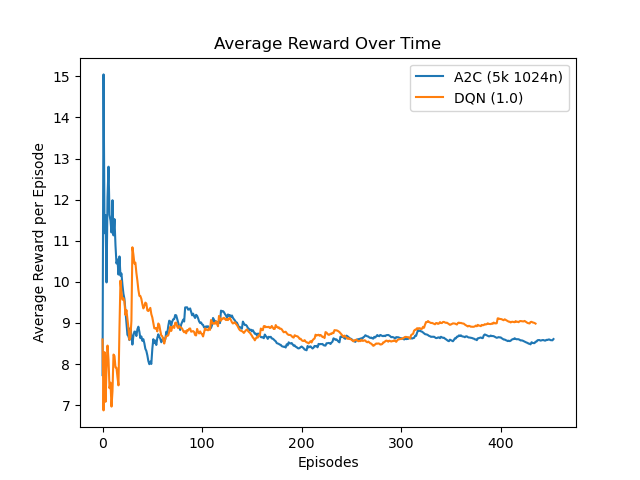 Average Reward Over Time
A2C (5k 1024n)
DQN (1.0)
Average Reward per Episode
15
14
13
12
11
10
9
8
7
0 100 200 300 400
Episodes